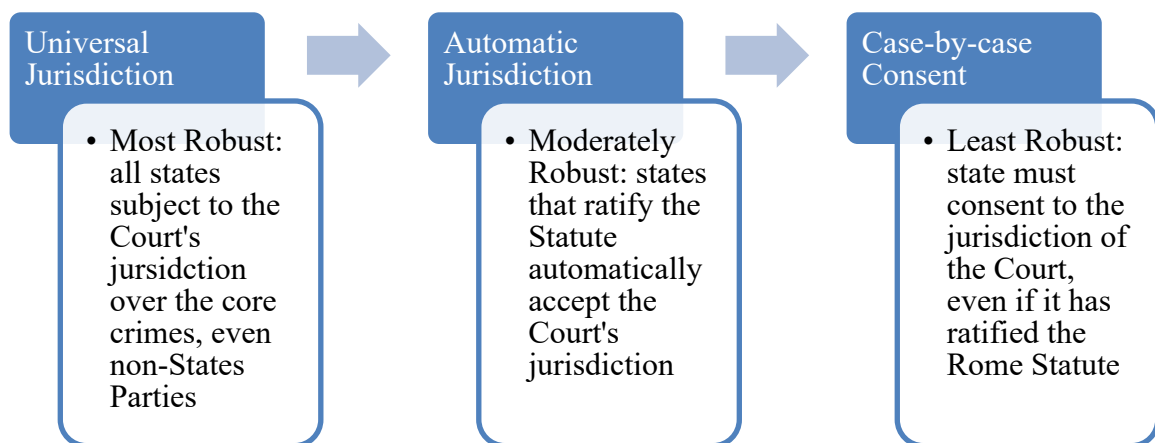 Universal
Jurisdiction
• Most Robust:
all states
subject to the
Court's
jursidction
over the core
crimes, even
non-States
Parties
Automatic
Jurisdiction
• Moderately
Robust: states
that ratify the
Statute
automatically
accept the
Court's
jurisdiction
Case-by-case
Consent
• Least Robust:
state must
consent to the
jurisdiction of
the Court,
even if it has
ratified the
Rome Statute